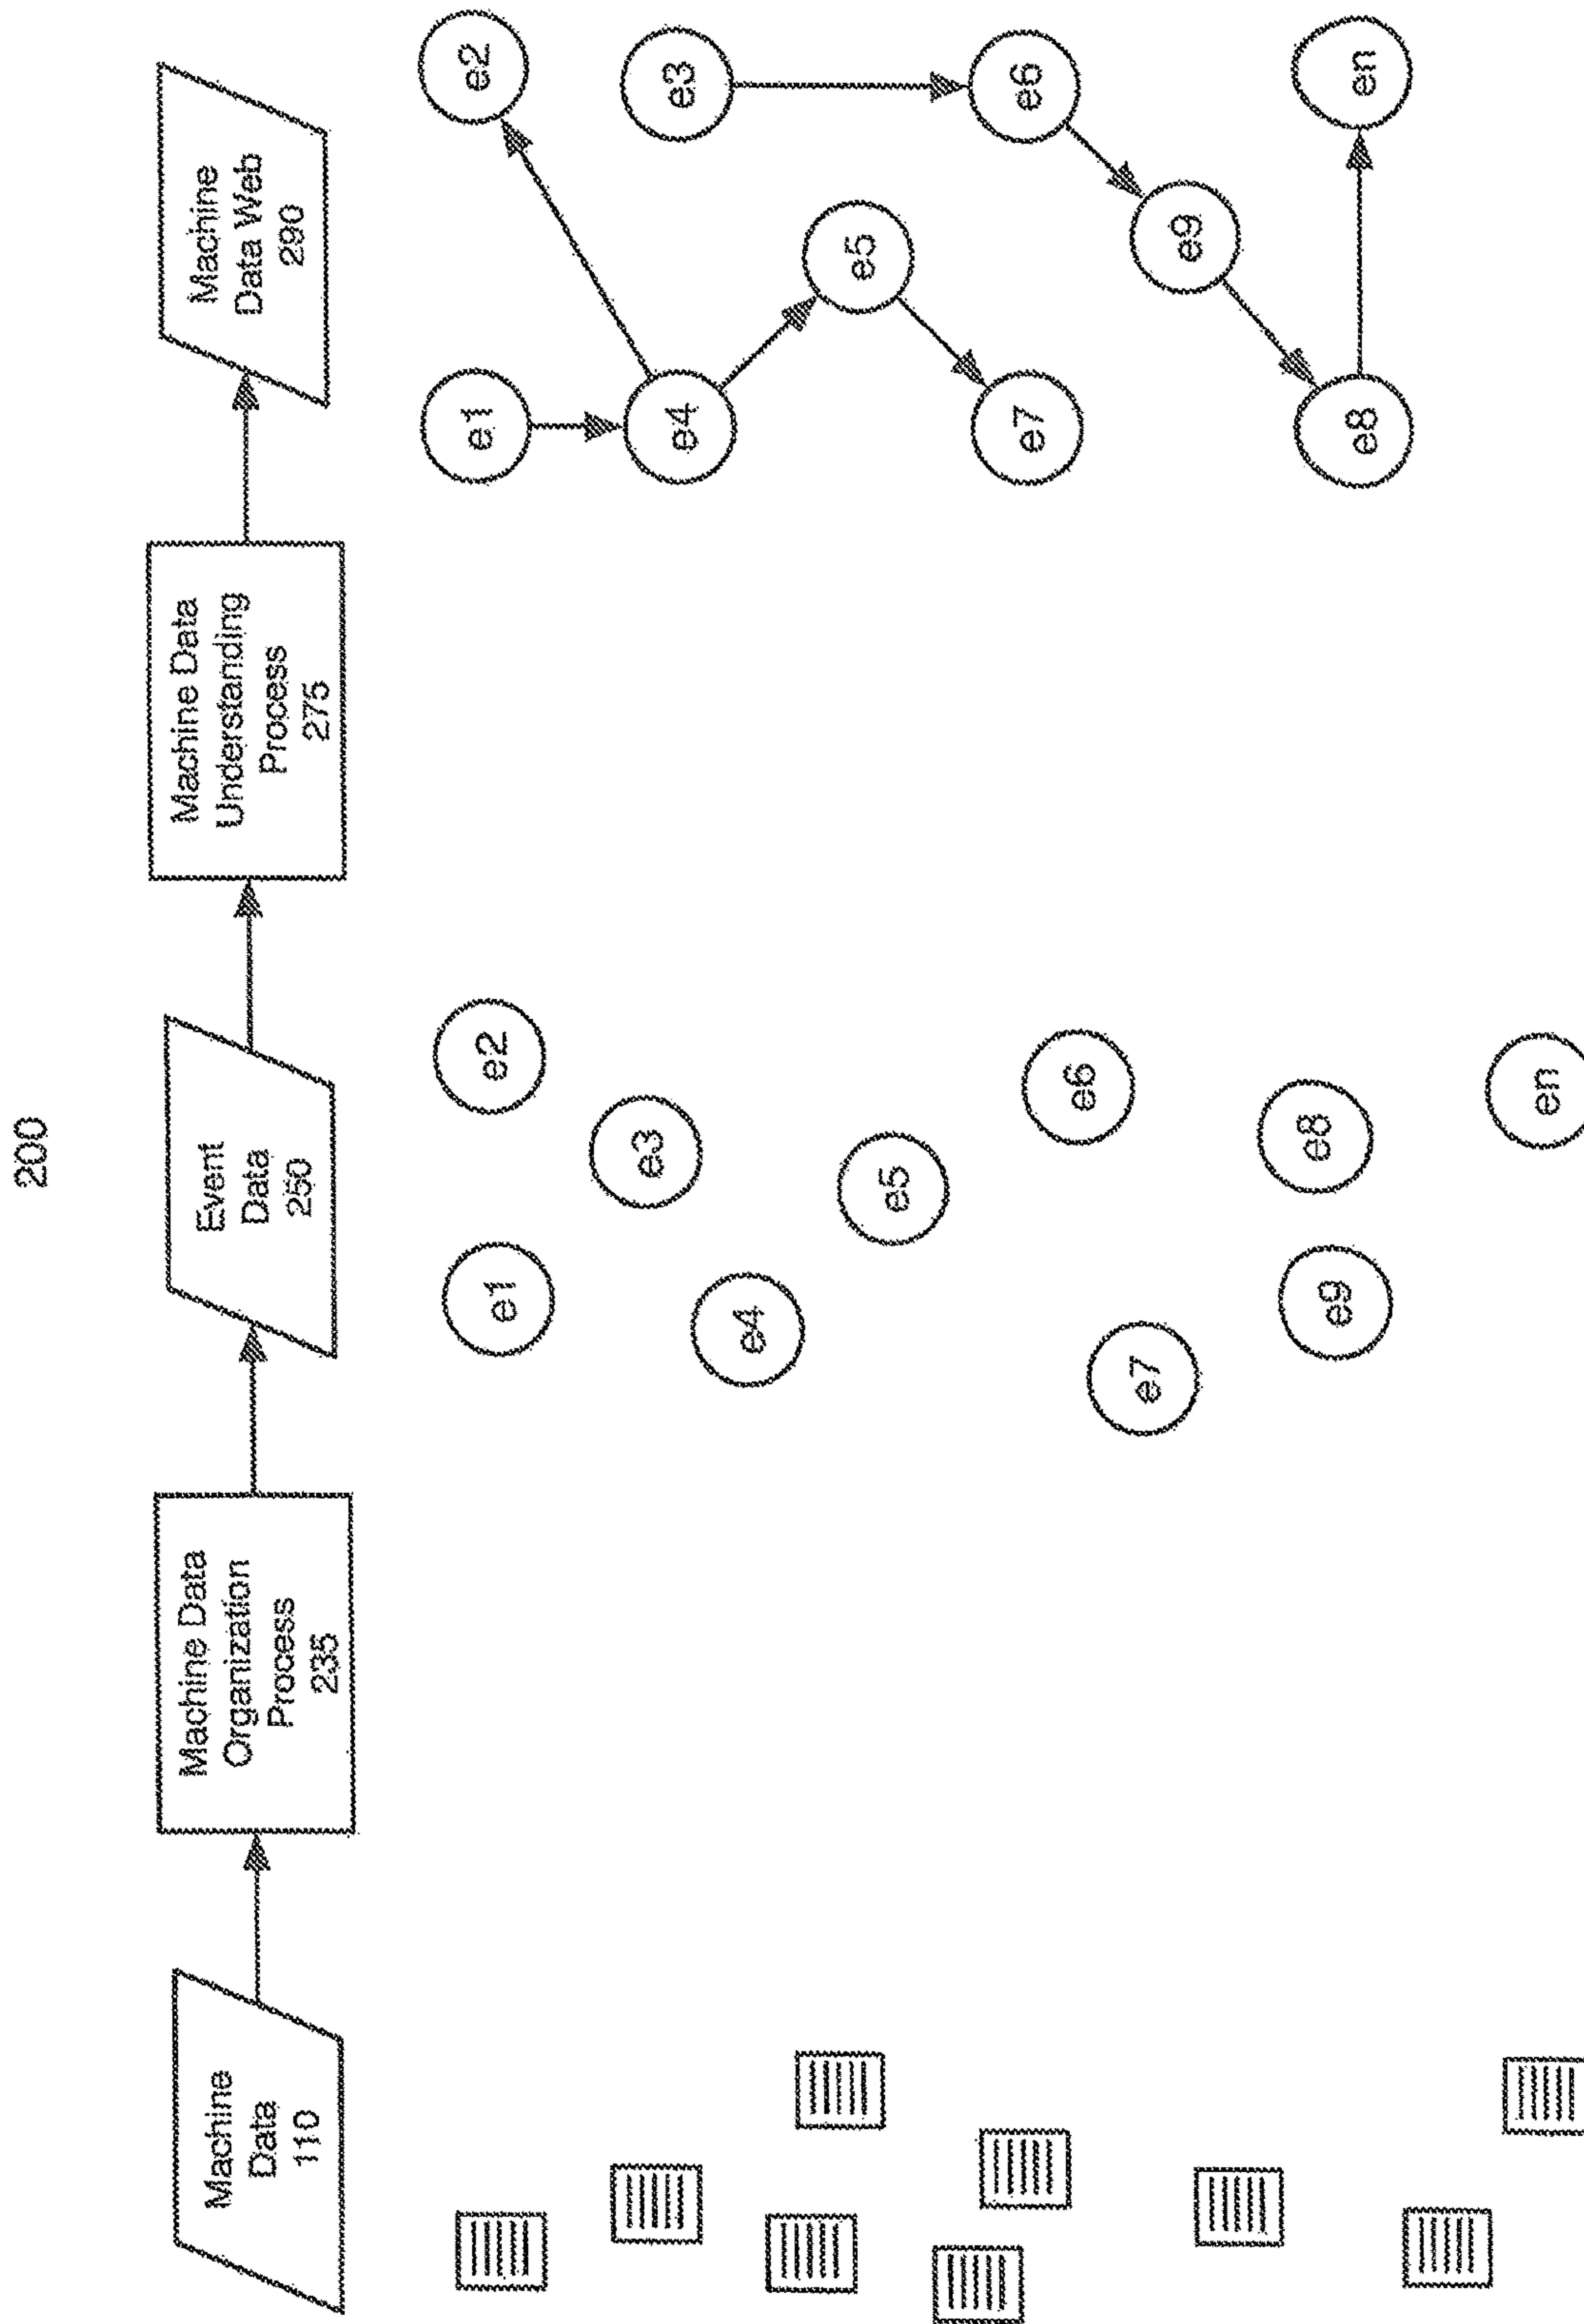 200
Machine
Data
110
Machine Data
Organization
Process
235
Event
Data
250
Machine Data
Understanding
Process
275
Machine
Data Web
290
e1
e2
e3
e4
e5
e6
e7
e8
e9
en
e1
e2
e4
e3
e5
e7
e6
e9
e8
en